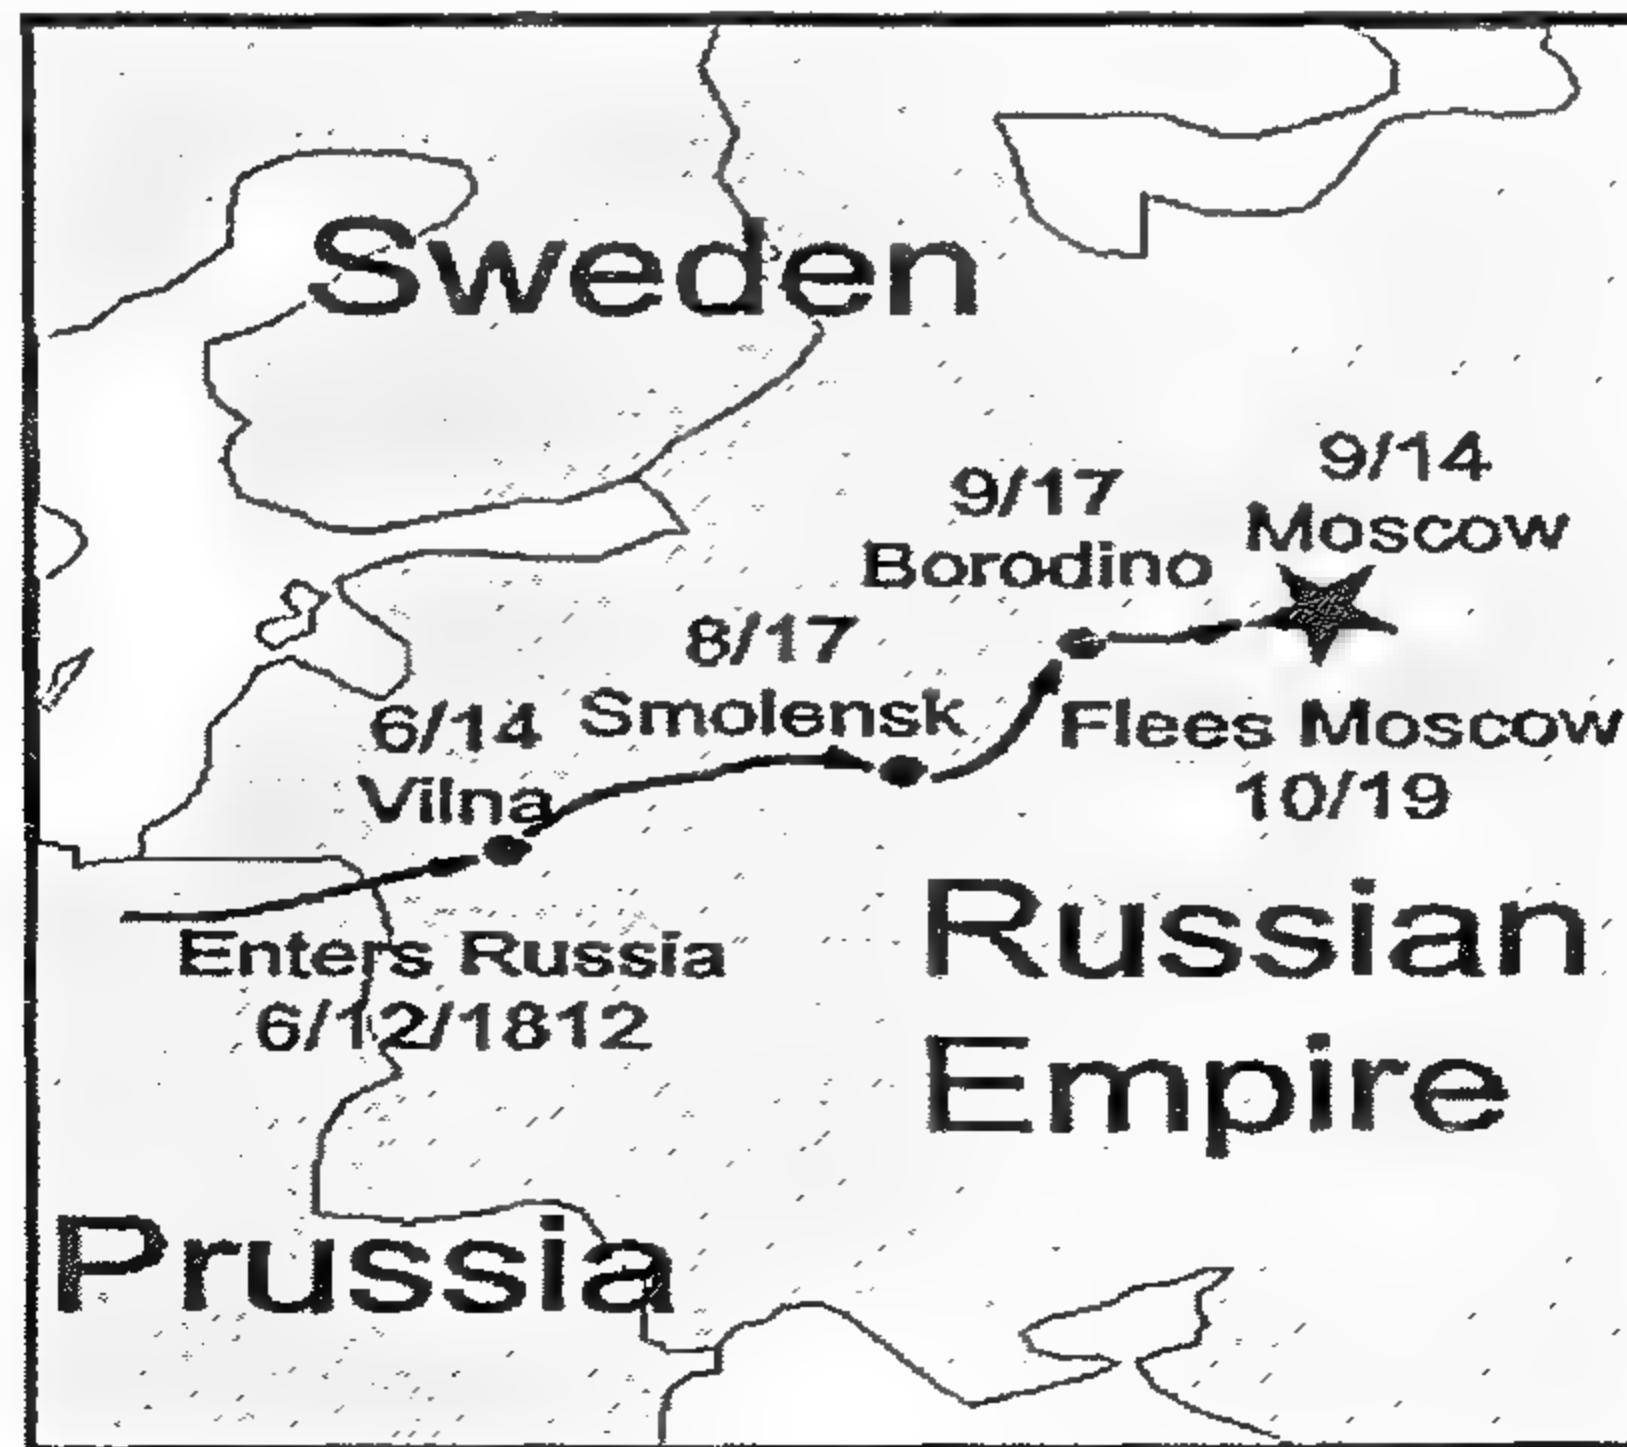 Sweden
9/14
Moscow
9/17
Borodino
8/17
Smolensk
6/14
Vilna
Flees Moscow
10/19
Enters Russia
6/12/1812
Russian
Empire
Prussia